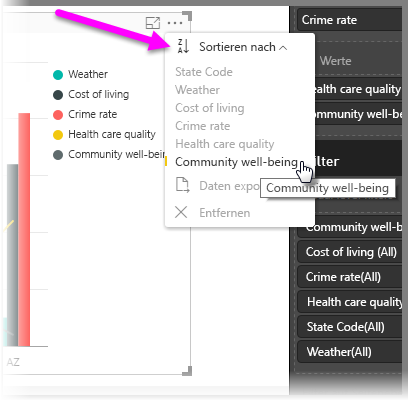 Crime rate
Z
A
Sortieren nach
Werte
Weather
Cost of living
Crime rate
Health care quality
Community well-bein
State Code
Weather
Cost of living
Crime rate
Health care quality
Community well-being
Daten expo
Community well-being
Entfernen
Health care quality
Community well-be
ilter
Community well-b
Cost of living (All)
Crime rate(All)
Health care quality
State Code(All)
Weather(All)
AZ